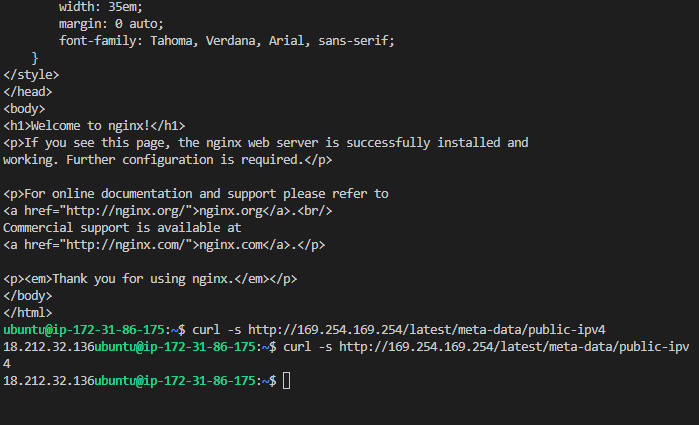 width: 35em;
margin: 0 auto;
font-family: Tahoma, Verdana, Arial, sans-serif;
}
</style>
</head>
<body>
<h1>Welcome to nginx!</h1>
<p>If you see this page, the nginx web server is successfully installed and
working. Further configuration is required.</p>
<p>For online documentation and support please refer to
<a href="http://nginx.org/">nginx.org</a>.<br/>
Commercial support is available at
<a href="http://nginx.com/">nginx.com</a>.</p>
<p><em>Thank you for using nginx.</em></p>
</body>
</html>
ubuntu@ip-172-31-86-175:~$ curl -s http://169.254.169.254/latest/meta-data/public-ipv4
18.212.32.136ubuntu@ip-172-31-86-175:~$ curl -s http://169.254.169.254/latest/meta-data/public-ipv
4
18.212.32.136ubuntu@ip-172-31-86-175:~$